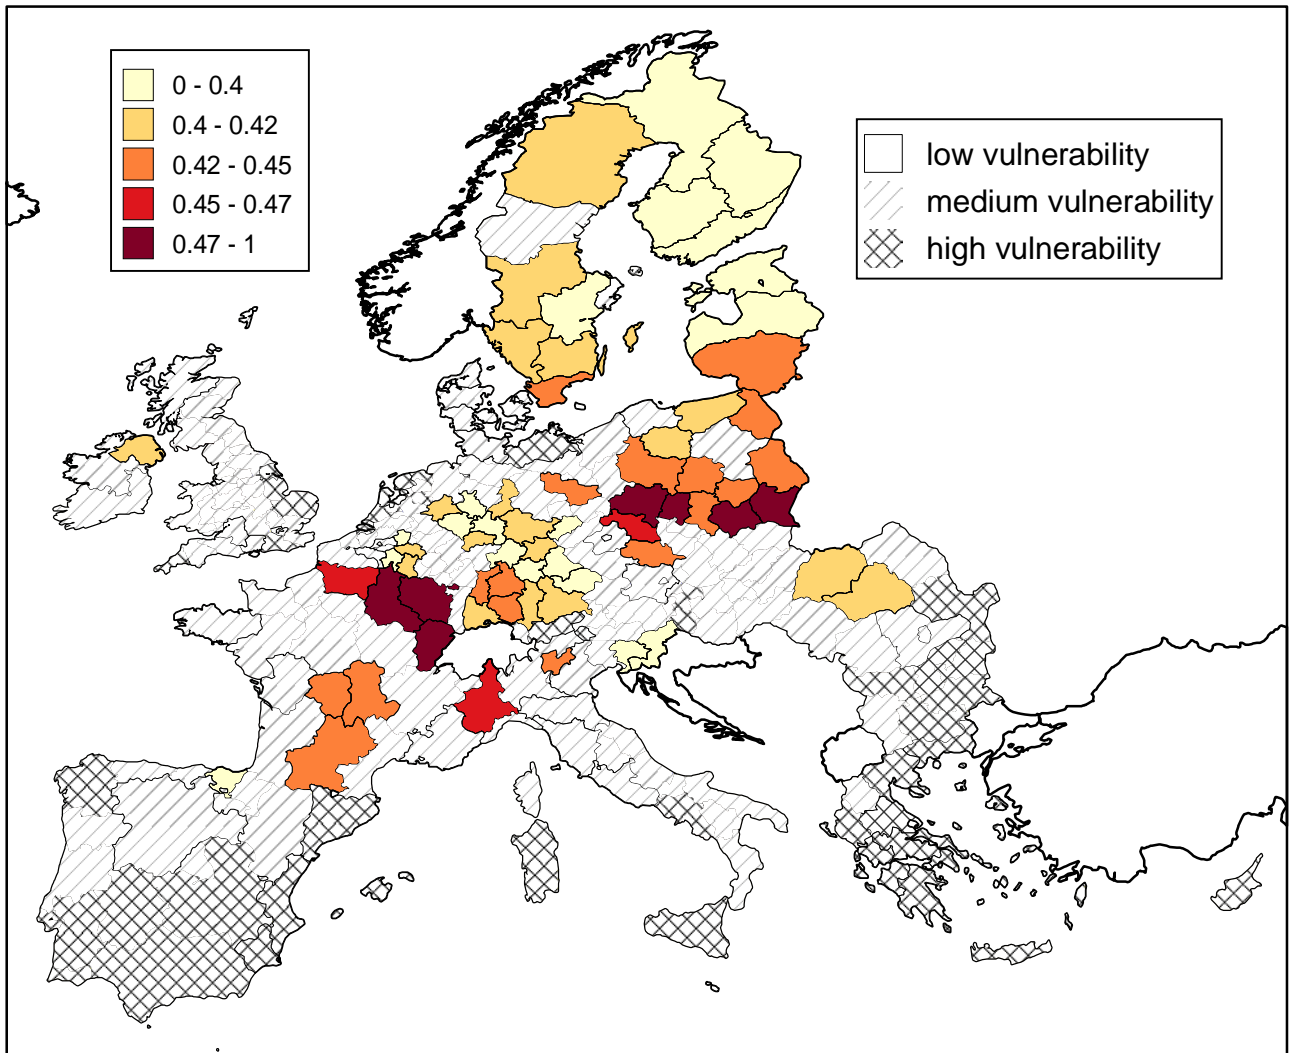 0 - 0.4
0.4 - 0.42
0.42 - 0.45
0.45 - 0.47
0.47 - 1
low vulnerability
medium vulnerability
high vulnerability